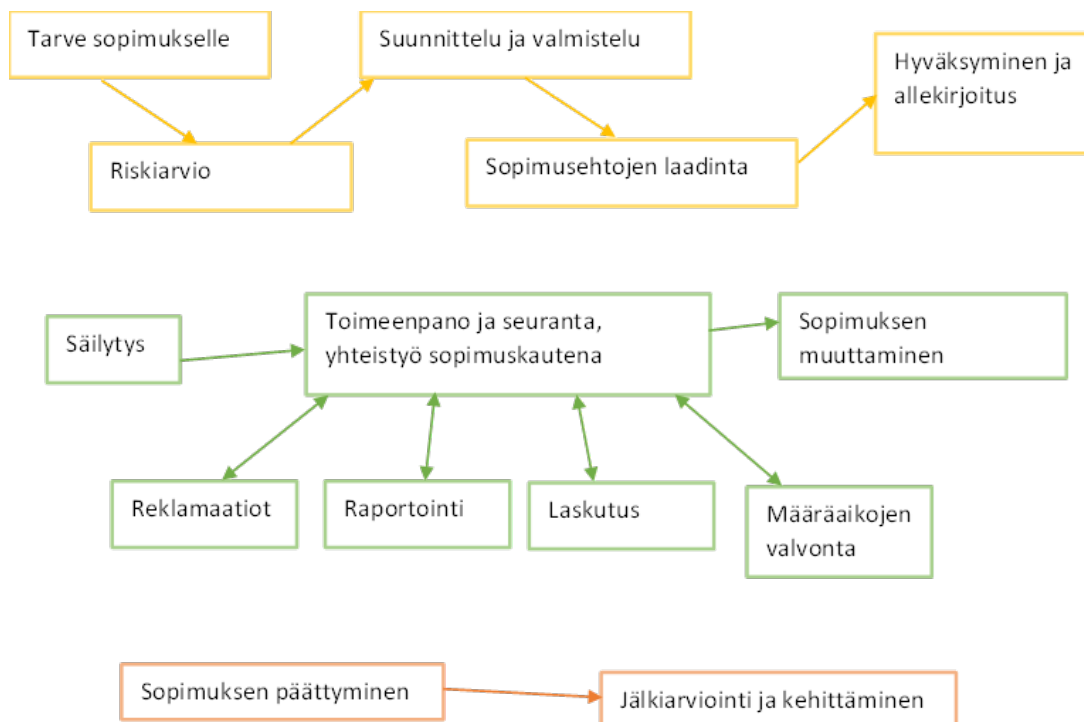 Tarve sopimukselle
Suunnittelu ja valmistelu
Hyväksyminen ja
allekirjoitus
Riskiarvio
Sopimusehtojen laadinta
Säilytys
Toimeenpano ja seuranta,
yhteistyö sopimuskautena
Sopimuksen
muuttaminen
Reklamaatiot
Raportointi
Laskutus
Määräaikojen
valvonta
Sopimuksen päättyminen
Jälkiarviointi ja kehittäminen